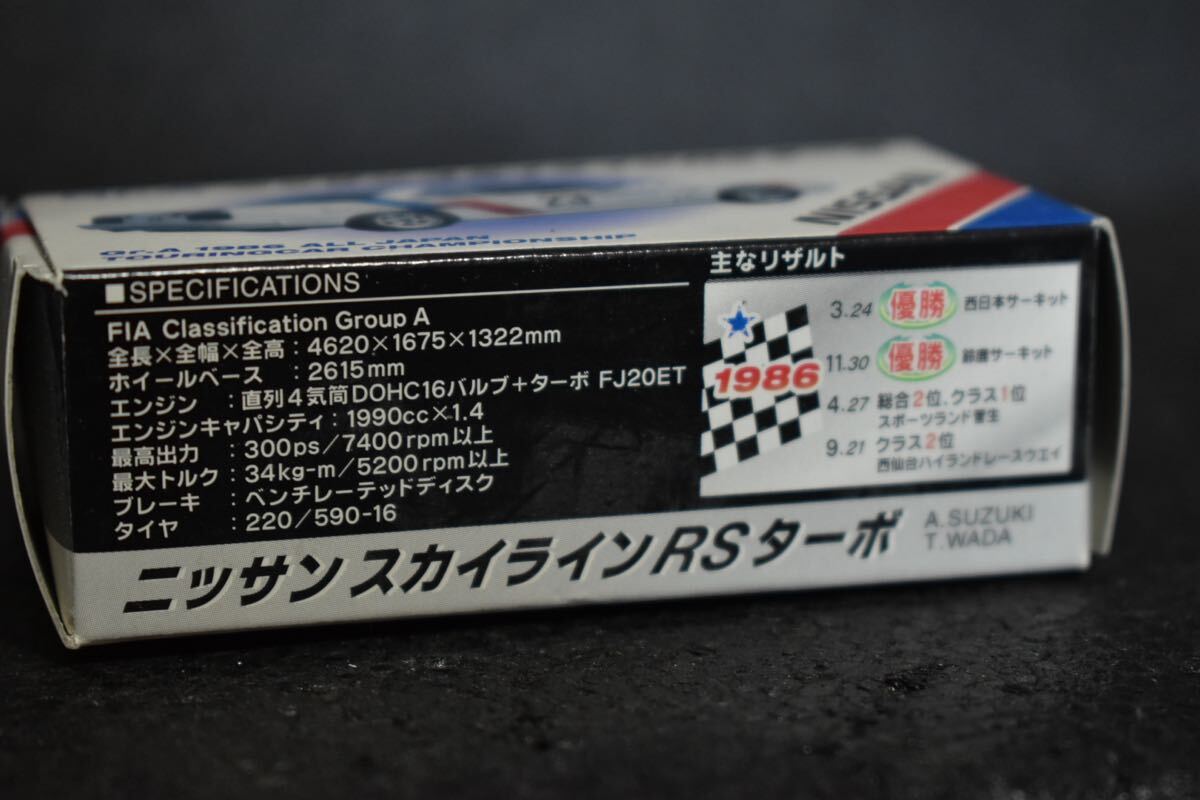 NISSAN
Gr.A 1986 ALL JAPAN
TOURINGCAR CHAMPIONSHIP
■SPECIFICATIONS
FIA Classification Group A
全長×全幅×全高：4620×1675×1322mm
ホイールベース ：2615mm
エンジン ：直列4気筒DOHC16バルブ+ターボ FJ20ET
エンジンキャパシティ：1990cc×1.4
最高出力 ：300ps/7400rpm以上
最大トルク：34kg-m/5200rpm以上
ブレーキ ：ベンチレーテッドディスク
タイヤ ：220/590-16
主なリザルト
1986
3.24 優勝 西日本サーキット
11.30 優勝 鈴鹿サーキット
4.27 総合2位、クラス1位
スポーツランド菅生
9.21 クラス2位
西仙台ハイランドレースウエイ
ニッサン スカイラインRSターボ
A.SUZUKI
T.WADA